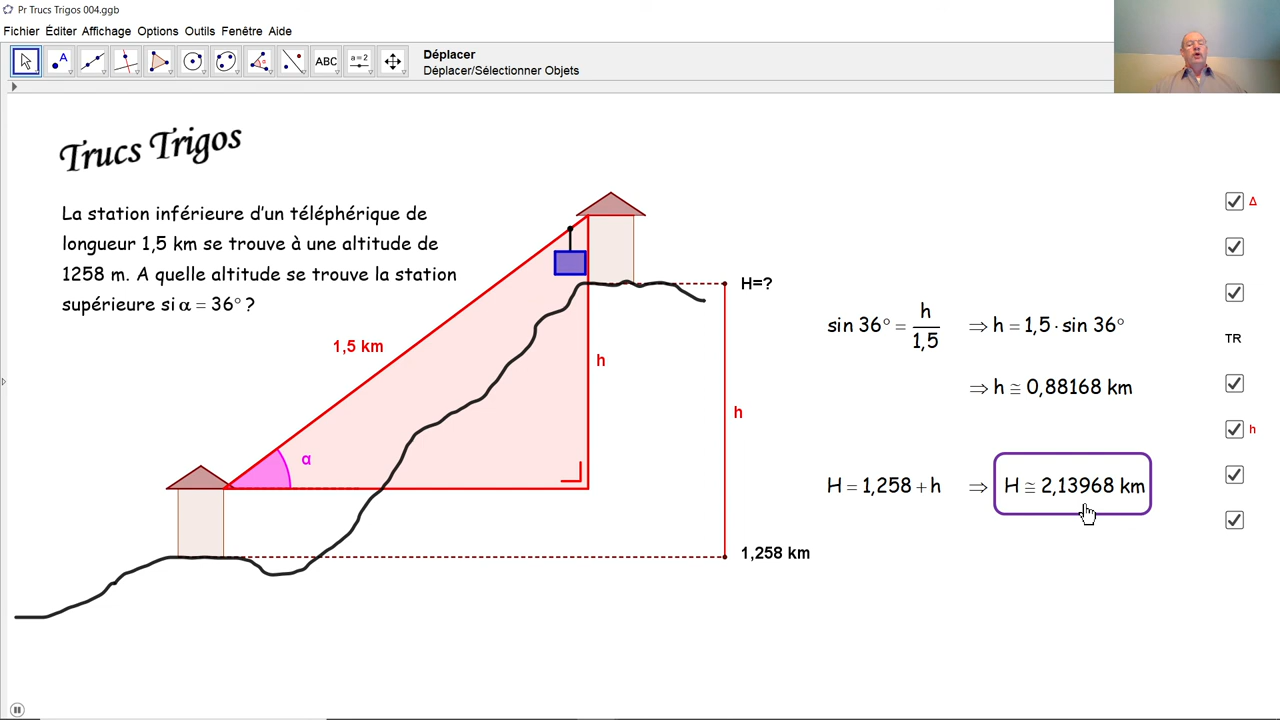 Pr Trucs Trigos 004.ggb
Fichier Éditer Affichage Options Outils Fenêtre Aide
A
ABC
a=2
Déplacer
Déplacer/Sélectionner Objets
Trucs Trigos
La station inférieure d'un téléphérique de
longueur 1,5 km se trouve à une altitude de
1258 m. A quelle altitude se trouve la station
supérieure si α = 36° ?
1,5 km
α
h
H=?
h
1,258 km
sin 36° = h/1,5 ⇒ h = 1,5 · sin 36°
⇒ h ≅ 0,88168 km
H = 1,258 + h ⇒ H ≅ 2,13968 km
Δ
TR
h